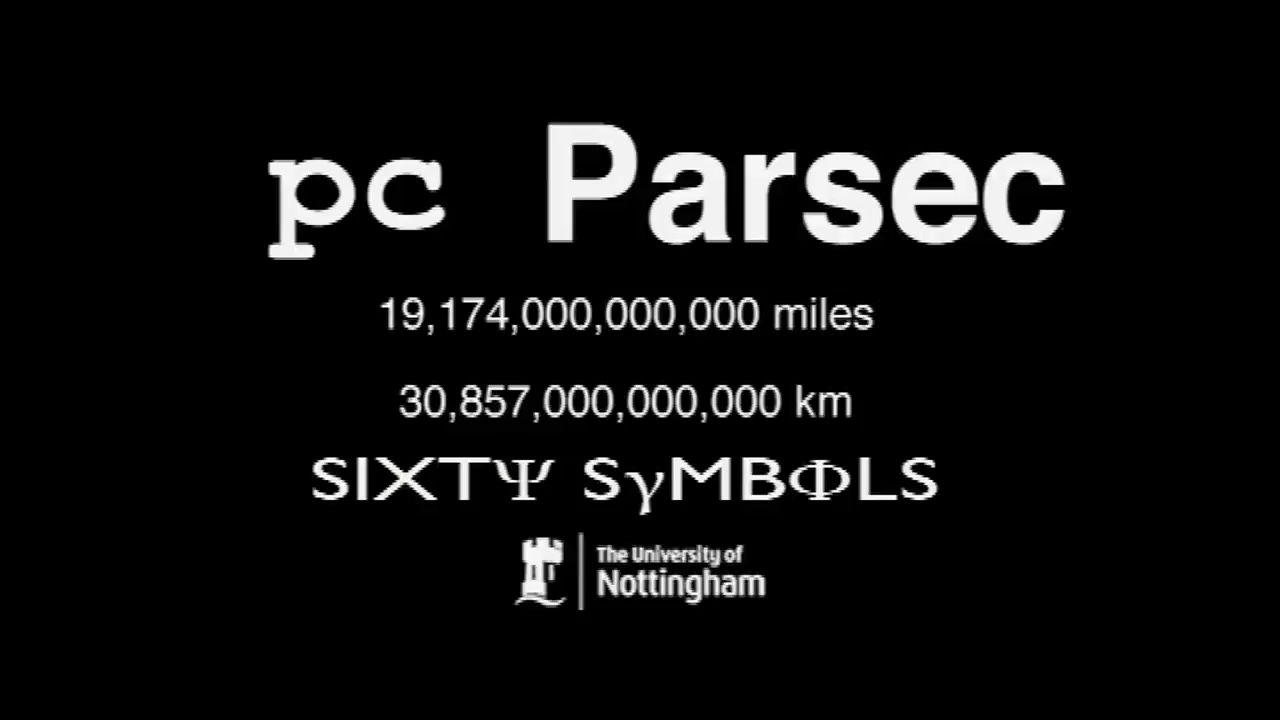 pc Parsec
19,174,000,000,000 miles
30,857,000,000,000 km
SIXTΨ SγMBΦLS
The University of
Nottingham